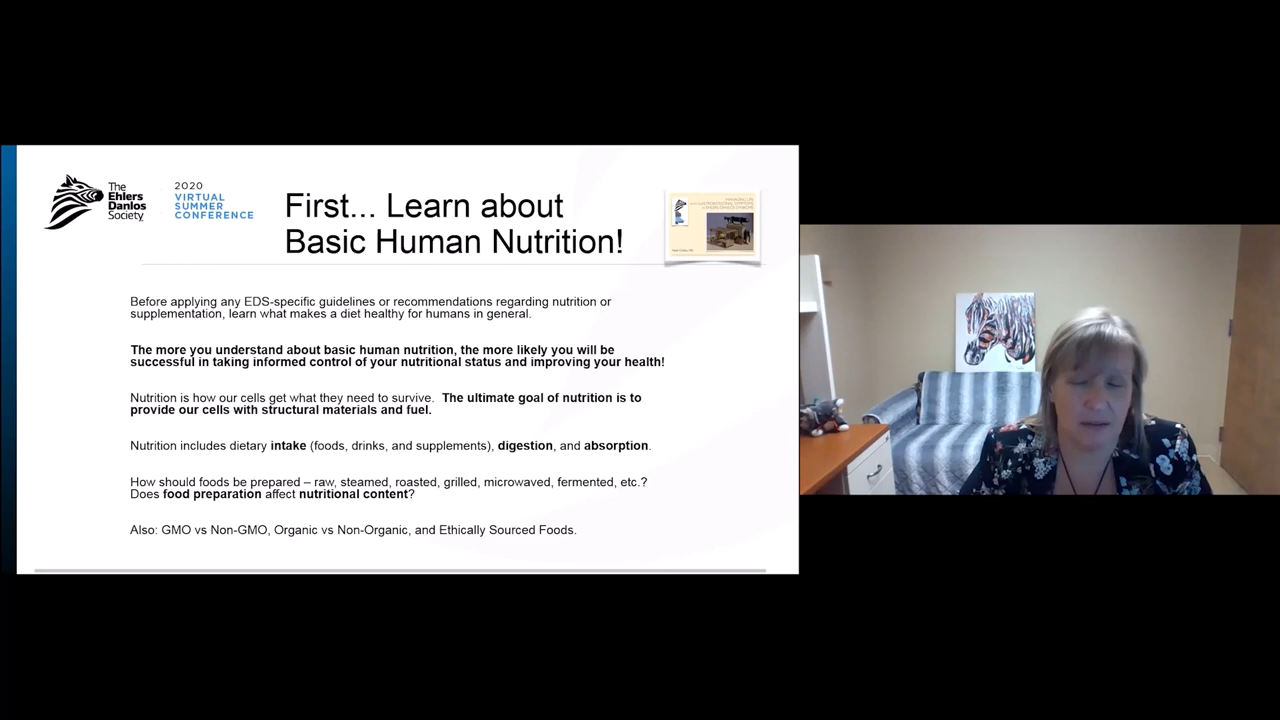 The
Ehlers
Danlos
Society
2020
VIRTUAL
SUMMER
CONFERENCE
First... Learn about
Basic Human Nutrition!
Before applying any EDS-specific guidelines or recommendations regarding nutrition or
supplementation, learn what makes a diet healthy for humans in general.
The more you understand about basic human nutrition, the more likely you will be
successful in taking informed control of your nutritional status and improving your health!
Nutrition is how our cells get what they need to survive. The ultimate goal of nutrition is to
provide our cells with structural materials and fuel.
Nutrition includes dietary intake (foods, drinks, and supplements), digestion, and absorption.
How should foods be prepared – raw, steamed, roasted, grilled, microwaved, fermented, etc.?
Does food preparation affect nutritional content?
Also: GMO vs Non-GMO, Organic vs Non-Organic, and Ethically Sourced Foods.